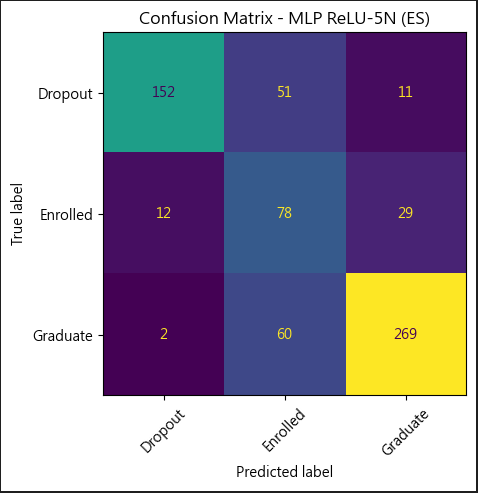 Confusion Matrix - MLP ReLU-5N (ES)
True label
Dropout 152 51 11
Enrolled 12 78 29
Graduate 2 60 269
Dropout Enrolled Graduate
Predicted label